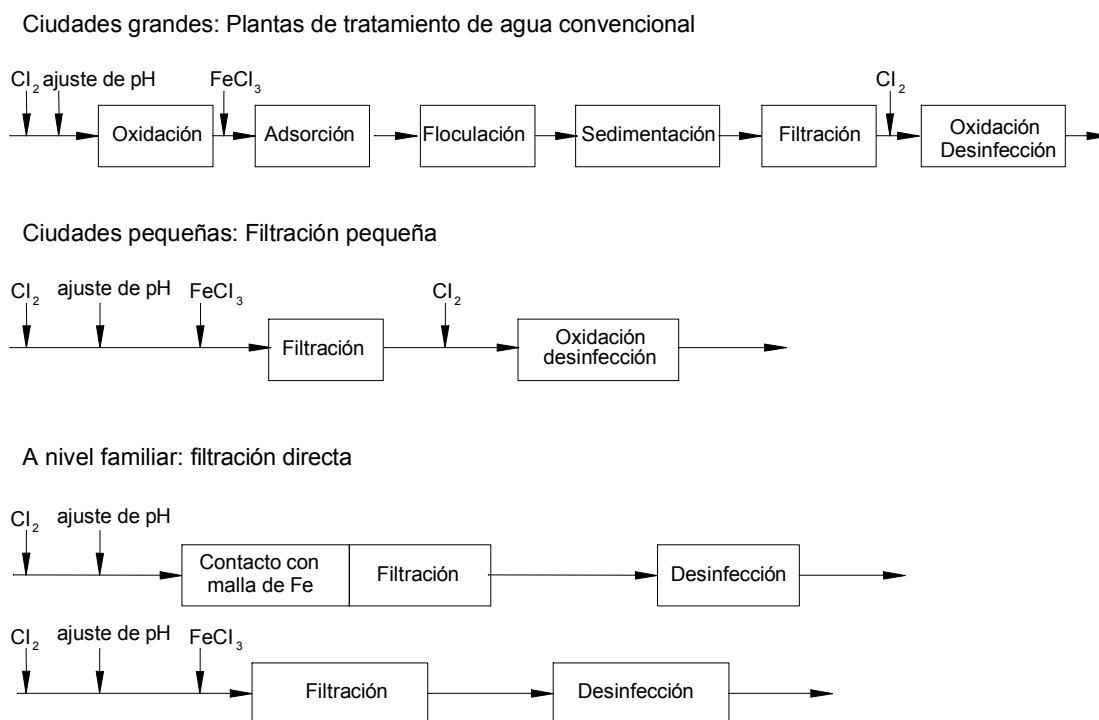 Ciudades grandes: Plantas de tratamiento de agua convencional
Cl₂ ajuste de pH FeCl₃ Cl₂
Oxidación Adsorción Floculación Sedimentación Filtración Oxidación
Desinfección
Ciudades pequeñas: Filtración pequeña
Cl₂ ajuste de pH FeCl₃ Cl₂
Filtración Oxidación
desinfección
A nivel familiar: filtración directa
Cl₂ ajuste de pH
Contacto con
malla de Fe Filtración Desinfección
Cl₂ ajuste de pH FeCl₃
Filtración Desinfección